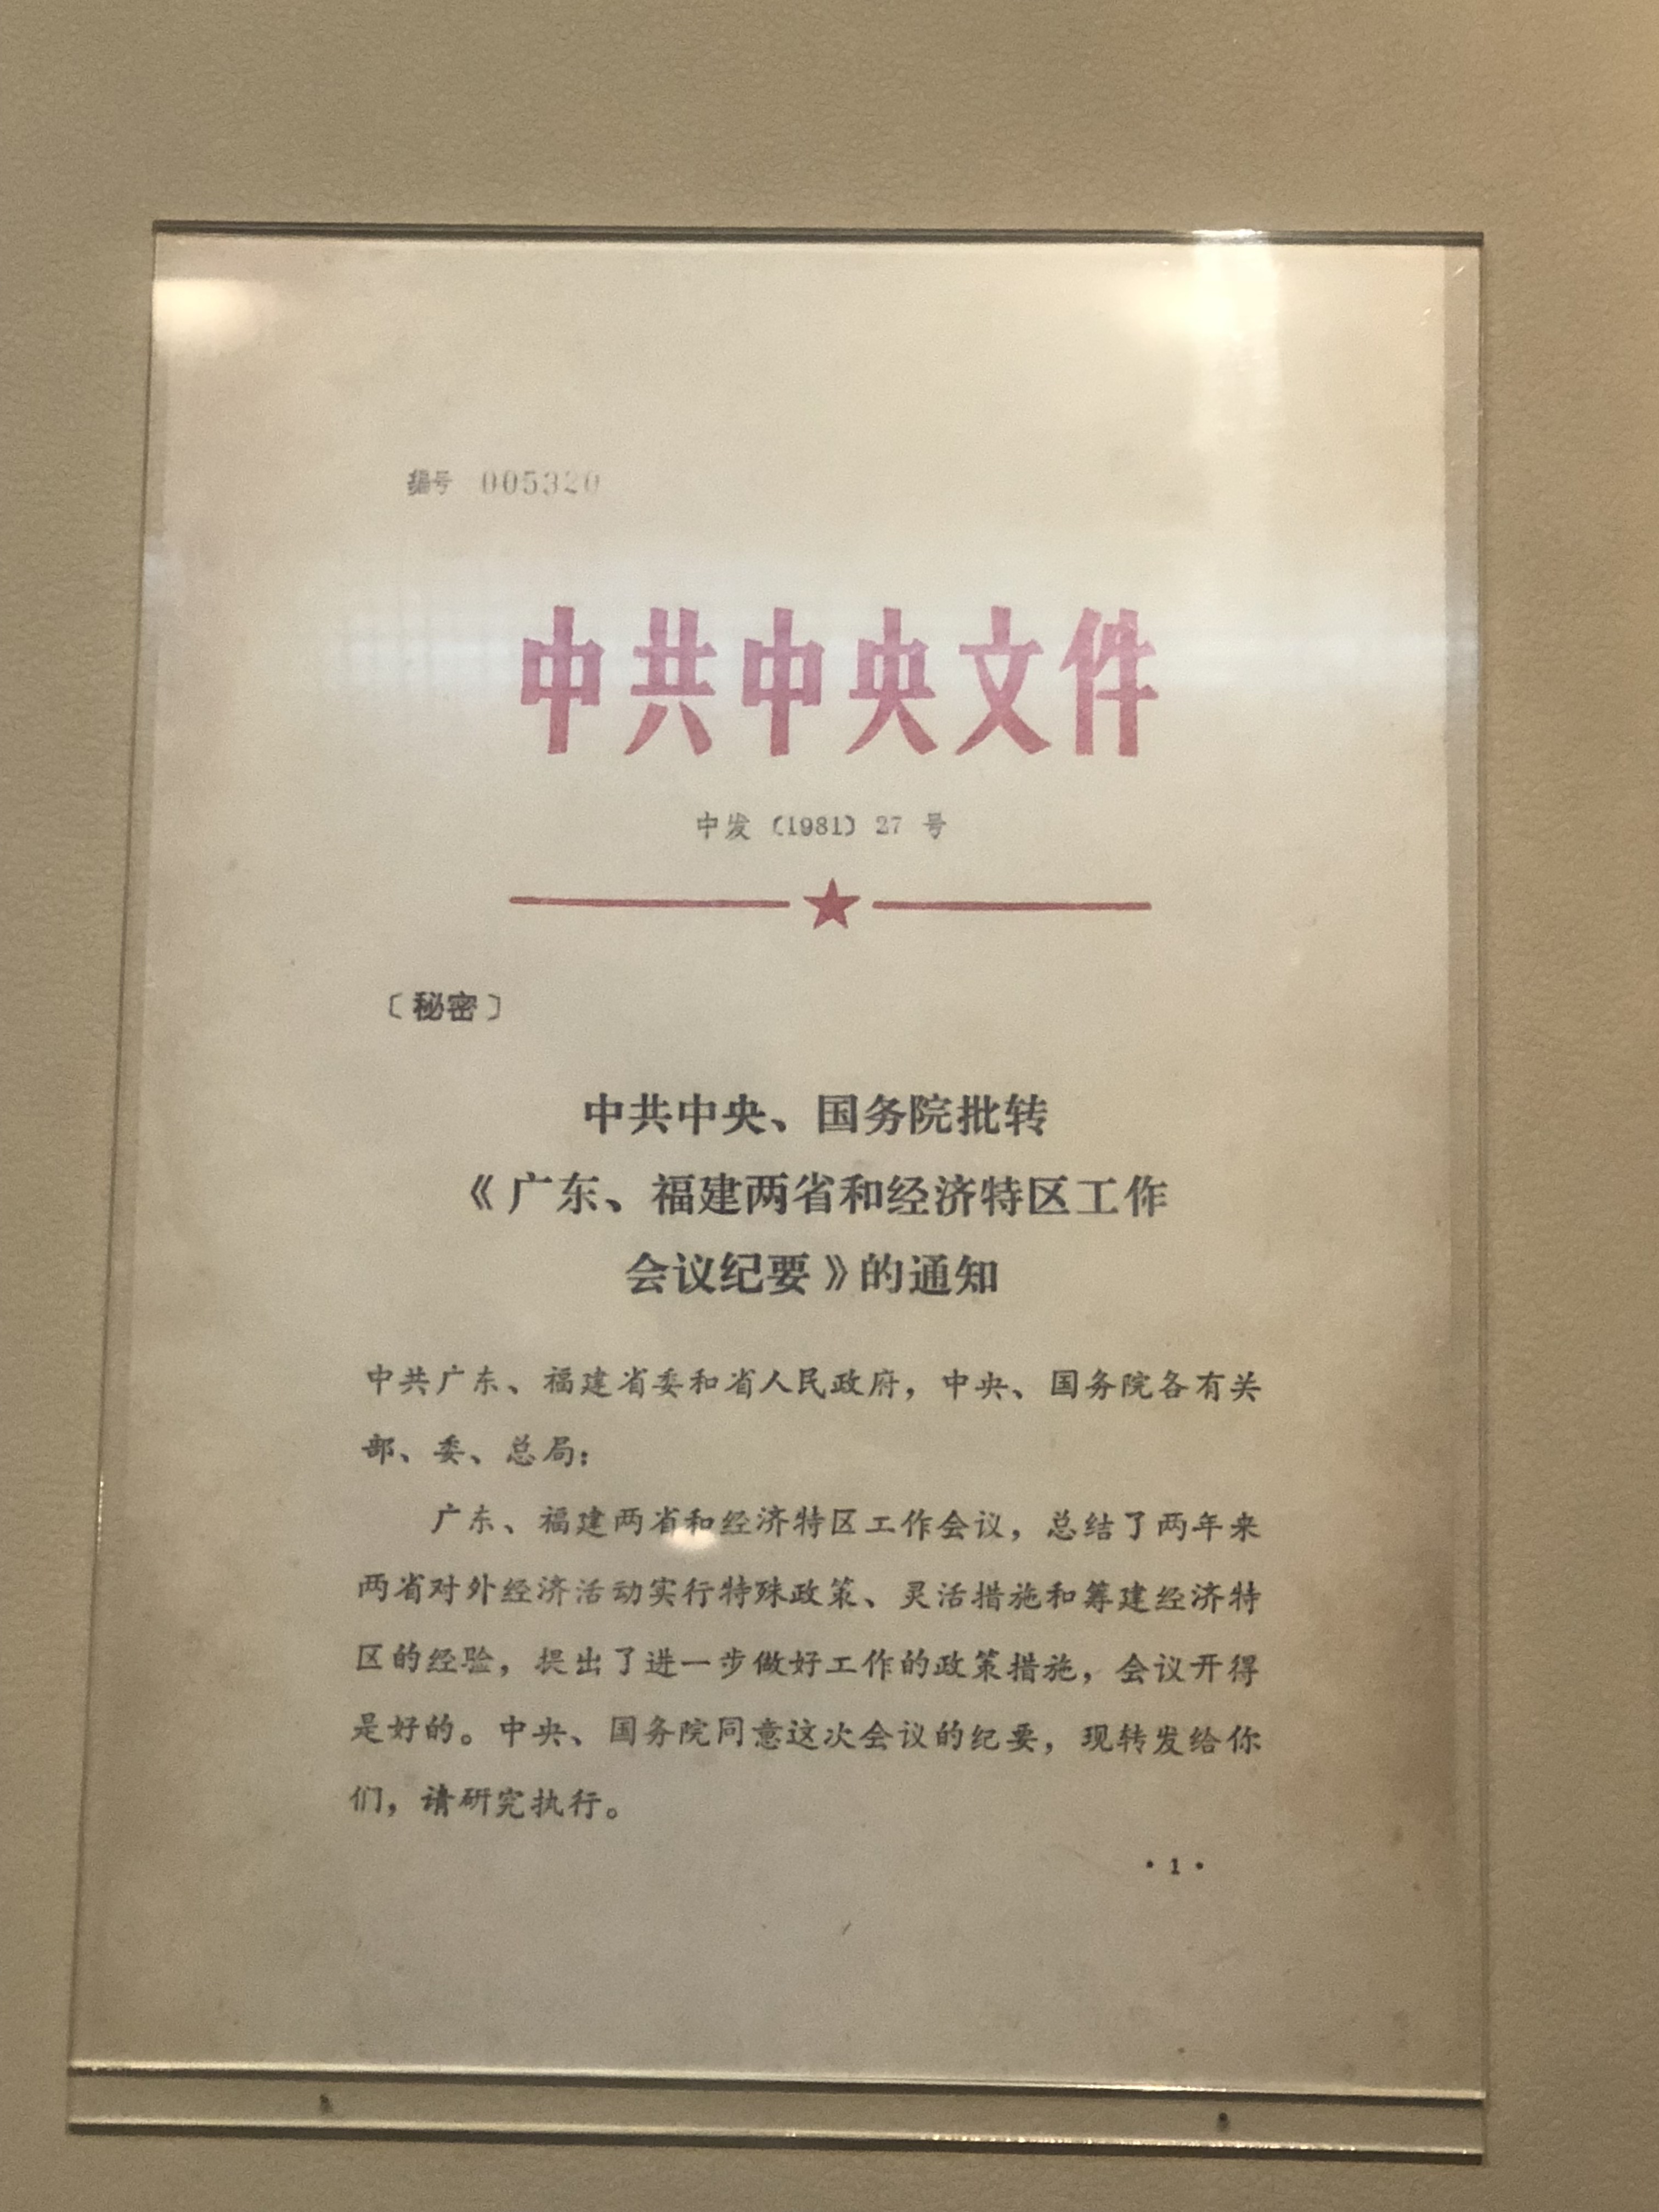 编号 005320
中共中央文件
中发〔1981〕27 号
〔秘密〕
中共中央、国务院批转
《广东、福建两省和经济特区工作
会议纪要》的通知
中共广东、福建省委和省人民政府，中央、国务院各有关
部、委、总局：
广东、福建两省和经济特区工作会议，总结了两年来
两省对外经济活动实行特殊政策、灵活措施和筹建经济特
区的经验，提出了进一步做好工作的政策措施，会议开得
是好的。中央、国务院同意这次会议的纪要，现转发给你
们，请研究执行。
•1•